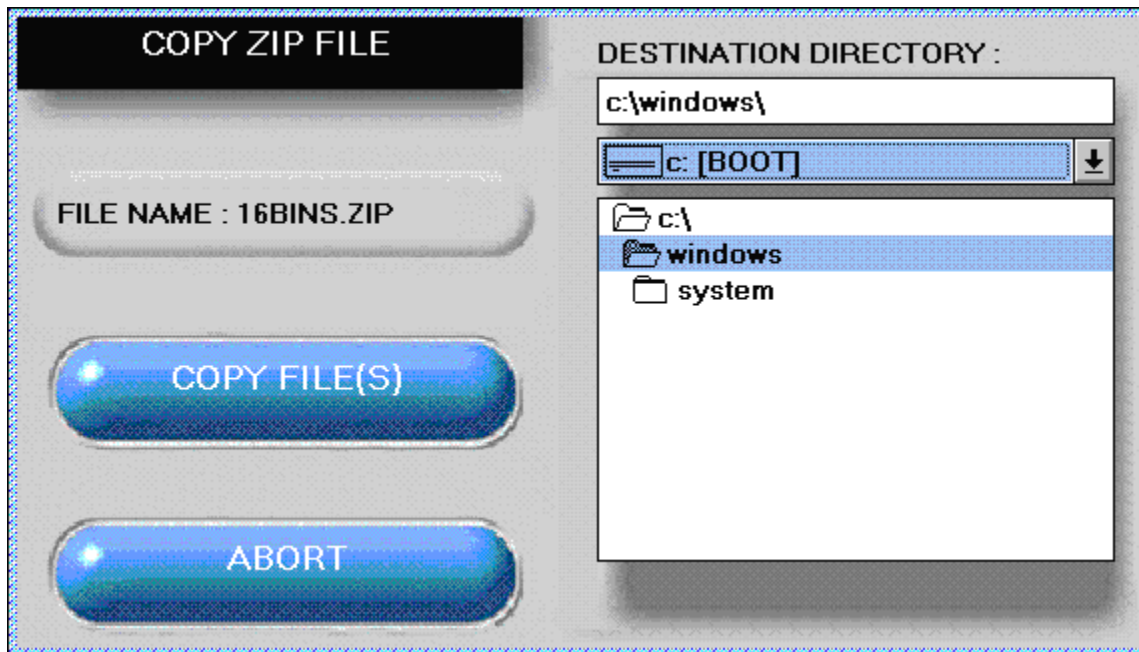 COPY ZIP FILE
FILE NAME : 16BINS.ZIP
COPY FILE(S)
ABORT
DESTINATION DIRECTORY :
c:\windows\
c: [BOOT]
c:\
windows
system